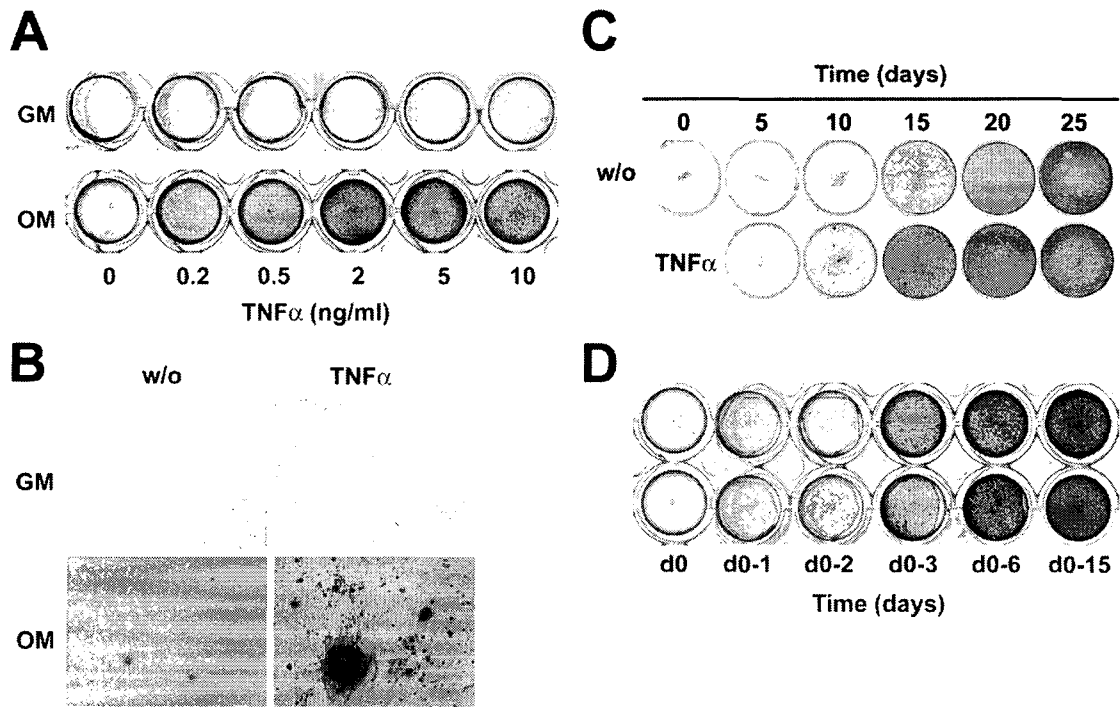 A
GM
OM
0 0.2 0.5 2 5 10
TNFα (ng/ml)
B
w/o TNFα
GM
OM
C
Time (days)
0 5 10 15 20 25
w/o
TNFα
D
d0 d0-1 d0-2 d0-3 d0-6 d0-15
Time (days)